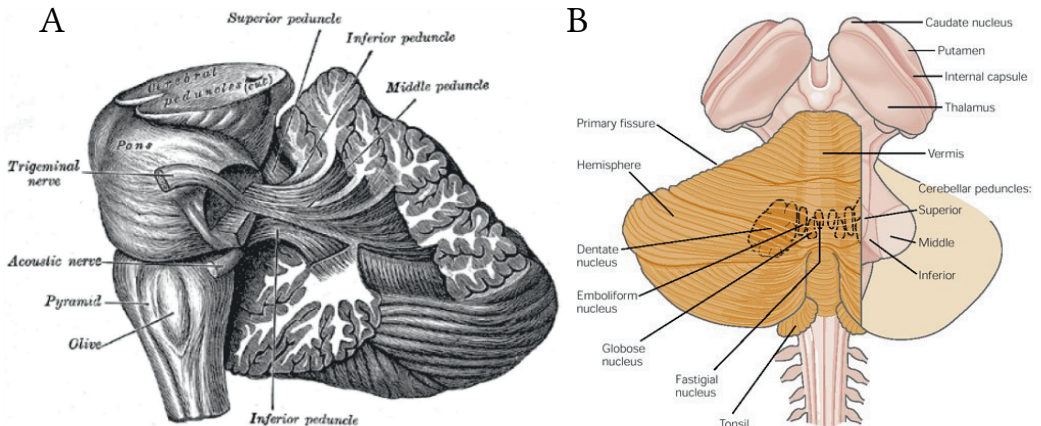 A
Superior peduncle
Inferior peduncle
Middle peduncle
Cerebral
peduncles (cut)
Pons
Trigeminal
nerve
Acoustic nerve
Pyramid
Olive
Inferior peduncle
B
Caudate nucleus
Putamen
Internal capsule
Thalamus
Primary fissure
Vermis
Hemisphere
Cerebellar peduncles:
Superior
Middle
Inferior
Dentate
nucleus
Emboliform
nucleus
Globose
nucleus
Fastigial
nucleus
Tonsil